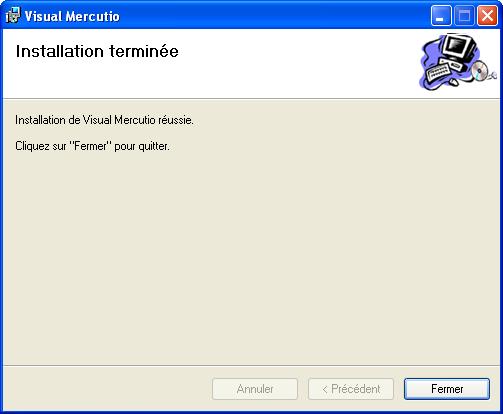 Visual Mercutio
Installation terminée
Installation de Visual Mercutio réussie.
Cliquez sur "Fermer" pour quitter.
Annuler
< Précédent
Fermer